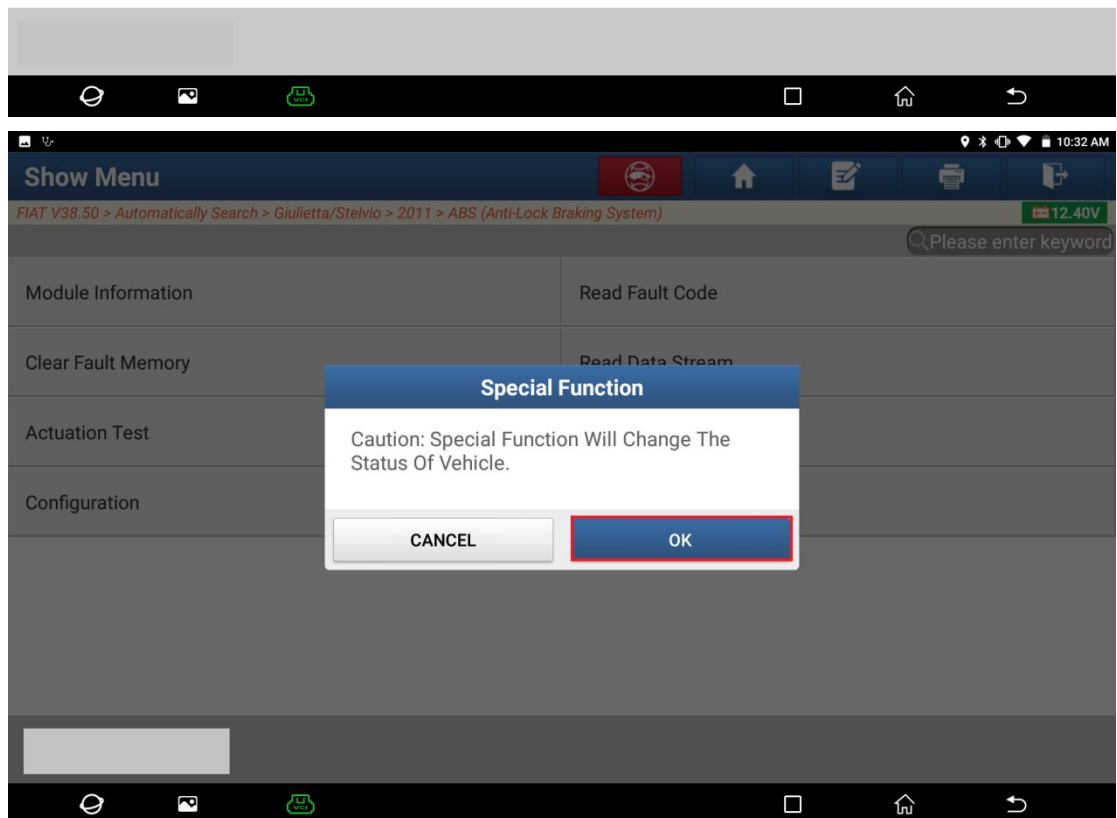 VCI
10:32 AM
Show Menu
FIAT V38.50 > Automatically Search > Giulietta/Stelvio > 2011 > ABS (Anti-Lock Braking System)
12.40V
Please enter keyword
Module Information
Read Fault Code
Clear Fault Memory
Read Data Stream
Special Function
Actuation Test
Caution: Special Function Will Change The
Status Of Vehicle.
Configuration
CANCEL
OK
VCI